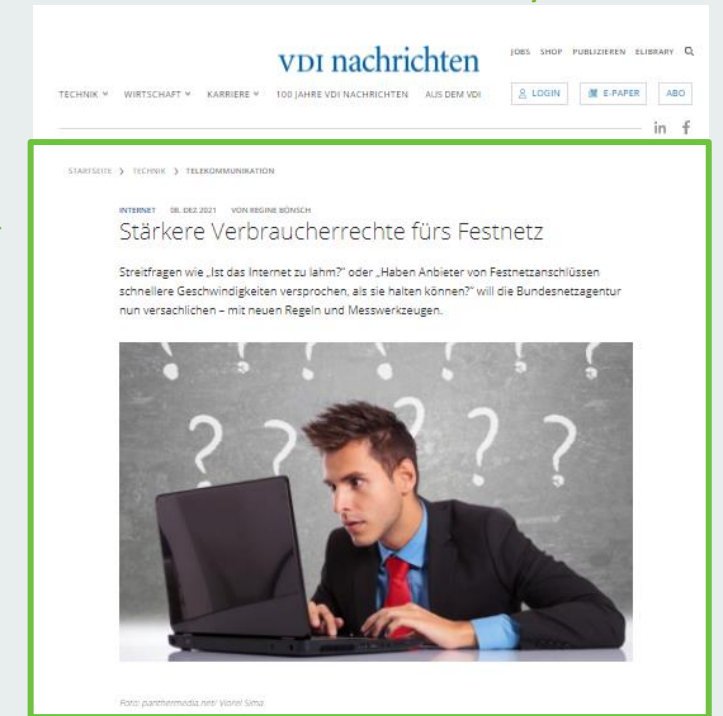 VDI nachrichten
JOBS SHOP PUBLIZIEREN ELIBRARY
TECHNIK WIRTSCHAFT KARRIERE 100 JAHRE VDI NACHRICHTEN AUS DEM VDI
LOGIN E-PAPER ABO
in f
STARTSEITE > TECHNIK > TELEKOMMUNIKATION
INTERNET 08. DEZ 2021 VON REGINE BÖNSCH
Stärkere Verbraucherrechte fürs Festnetz
Streitfragen wie „Ist das Internet zu lahm?“ oder „Haben Anbieter von Festnetzanschlüssen
schnellere Geschwindigkeiten versprochen, als sie halten können?“ will die Bundesnetzagentur
nun versachlichen – mit neuen Regeln und Messwerkzeugen.
? ? ? ? ? ?
? ? ? ?
Foto: panthermedia.net/ Viorel Sima